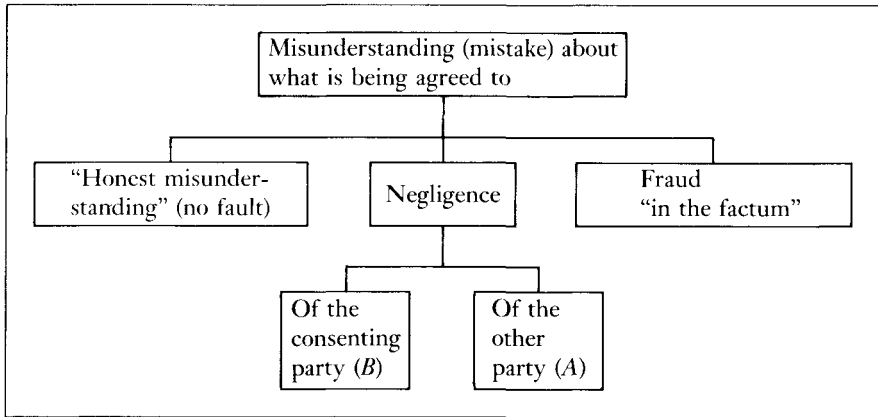 Misunderstanding (mistake) about
what is being agreed to
“Honest misunder-
standing” (no fault)
Negligence
Fraud
“in the factum”
Of the
consenting
party (B)
Of the
other
party (A)